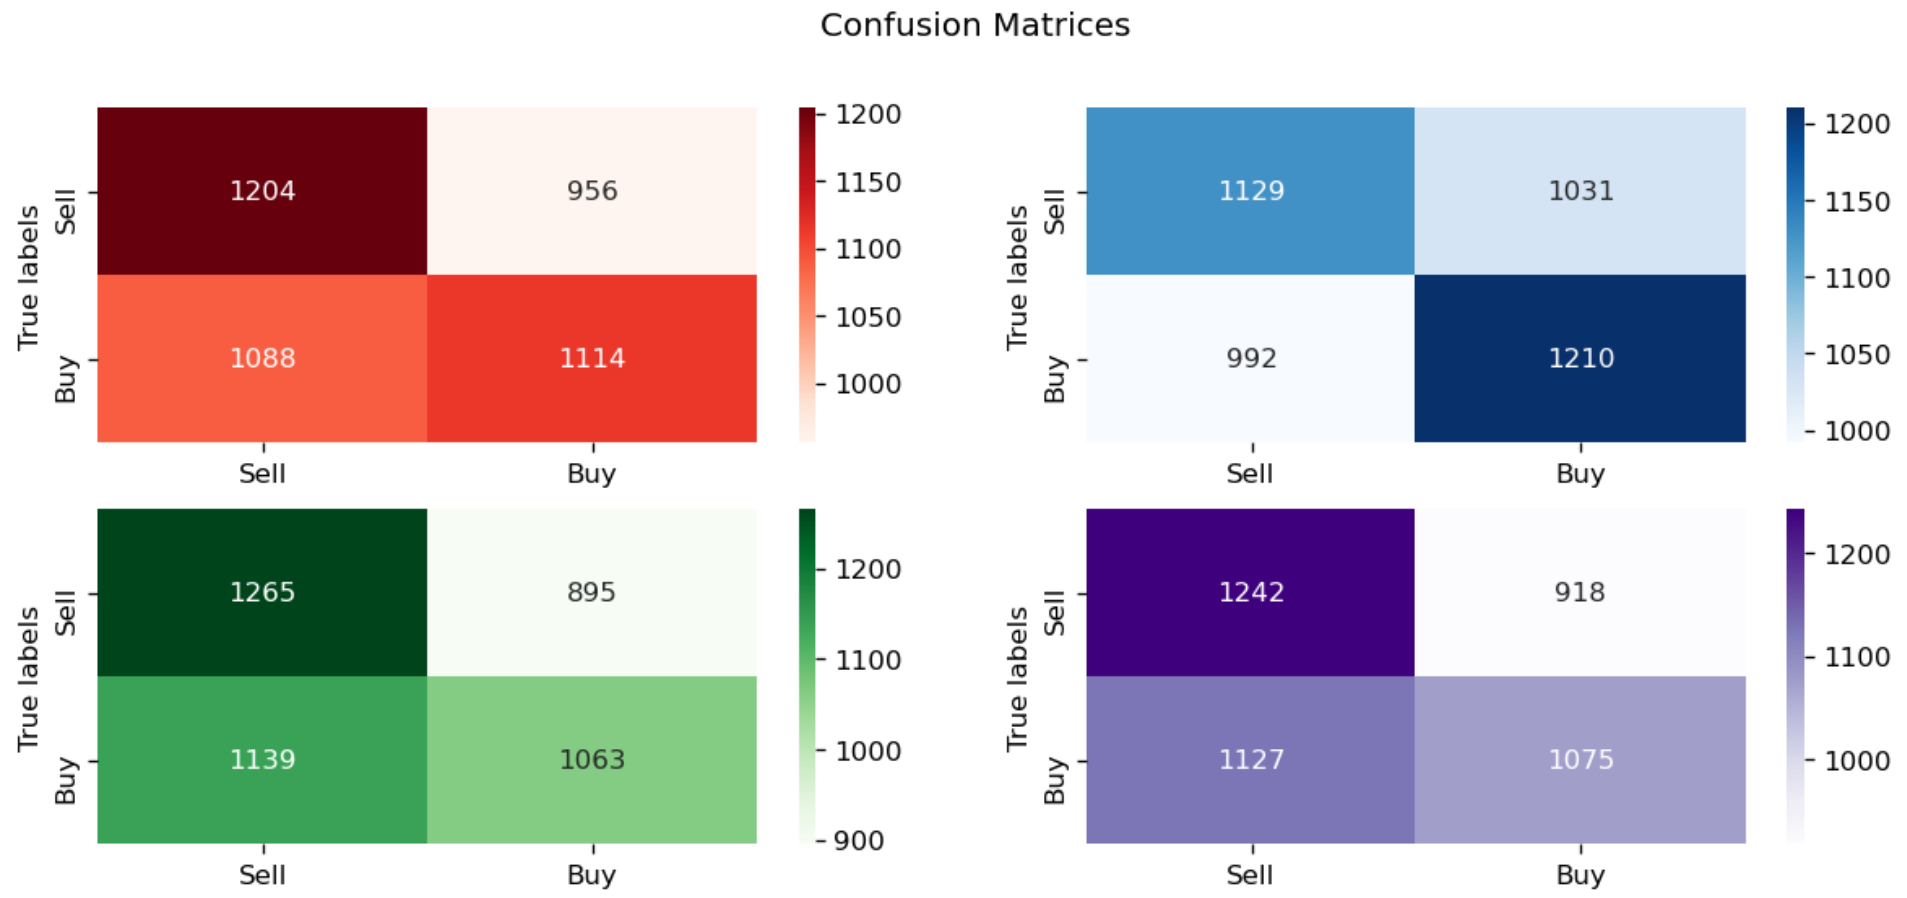 Confusion Matrices
True labels
Sell
Buy
1204 956
1088 1114
Sell Buy
1200
1150
1100
1050
1000
True labels
Sell
Buy
1129 1031
992 1210
Sell Buy
1200
1150
1100
1050
1000
True labels
Sell
Buy
1265 895
1139 1063
Sell Buy
1200
1100
1000
900
True labels
Sell
Buy
1242 918
1127 1075
Sell Buy
1200
1100
1000